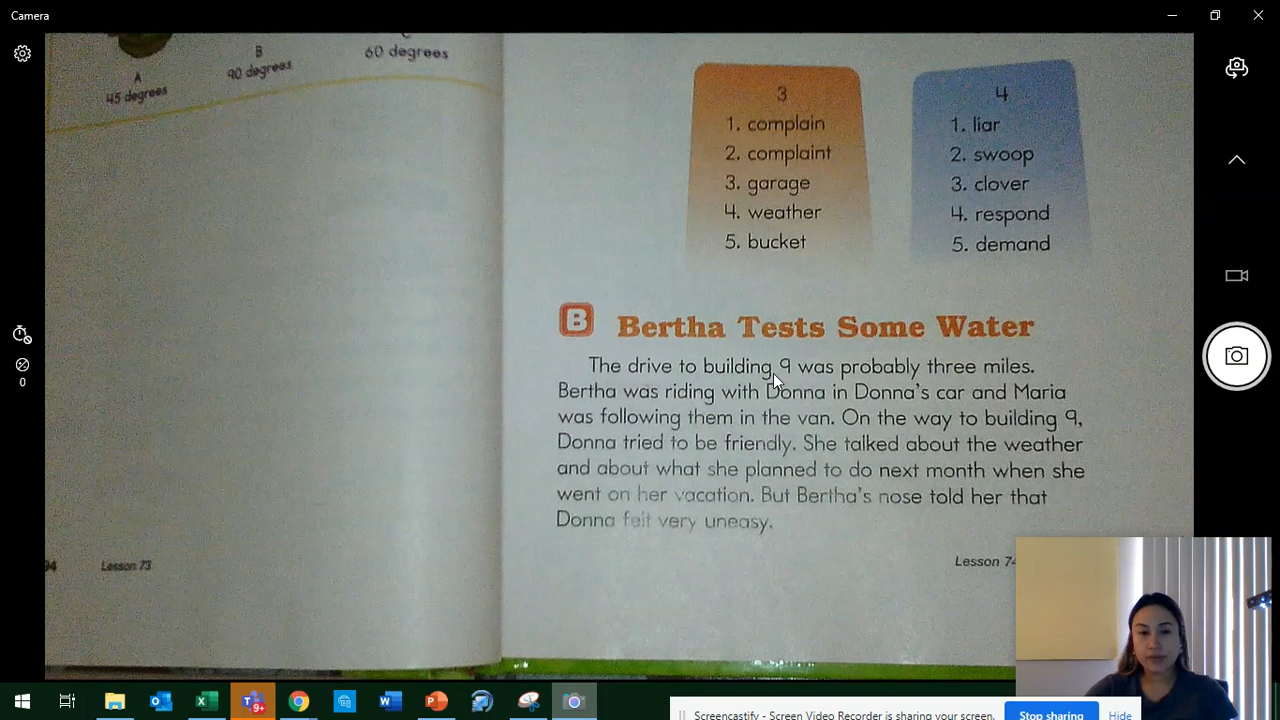 Camera
A
45 degrees
B
90 degrees
60 degrees
3
1. complain
2. complaint
3. garage
4. weather
5. bucket
4
1. liar
2. swoop
3. clover
4. respond
5. demand
B Bertha Tests Some Water
The drive to building 9 was probably three miles.
Bertha was riding with Donna in Donna's car and Maria
was following them in the van. On the way to building 9,
Donna tried to be friendly. She talked about the weather
and about what she planned to do next month when she
went on her vacation. But Bertha's nose told her that
Donna felt very uneasy.
94 Lesson 73
Lesson 74
0
9+
Screencastify - Screen Video Recorder is sharing your screen.
Stop sharing
Hide